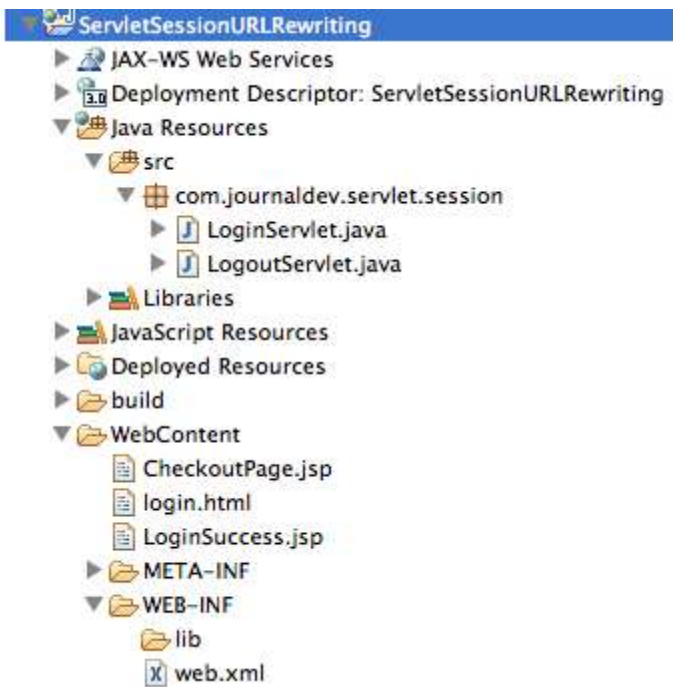 ServletSessionURLRewriting
JAX-WS Web Services
3.0 Deployment Descriptor: ServletSessionURLRewriting
Java Resources
src
com.journaldev.servlet.session
J LoginServlet.java
J LogoutServlet.java
Libraries
JavaScript Resources
Deployed Resources
build
WebContent
CheckoutPage.jsp
login.html
LoginSuccess.jsp
META-INF
WEB-INF
lib
X web.xml